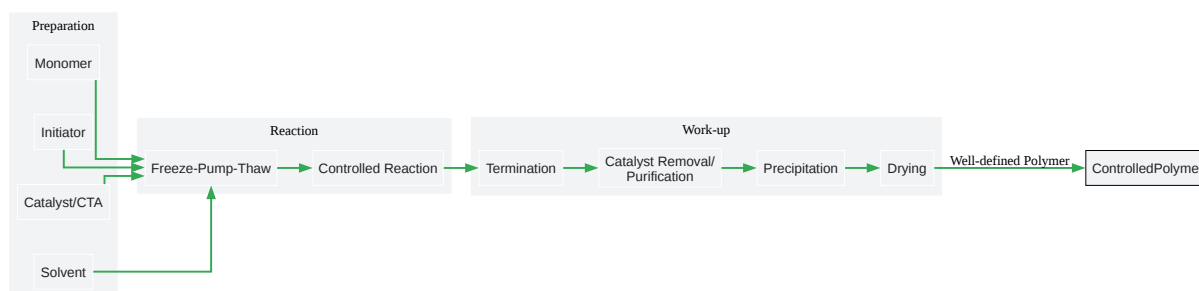 Preparation
Monomer
Initiator
Catalyst/CTA
Solvent
Reaction
Freeze-Pump-Thaw
Controlled Reaction
Work-up
Termination
Catalyst Removal/
Purification
Precipitation
Drying
Well-defined Polymer
ControlledPolyme